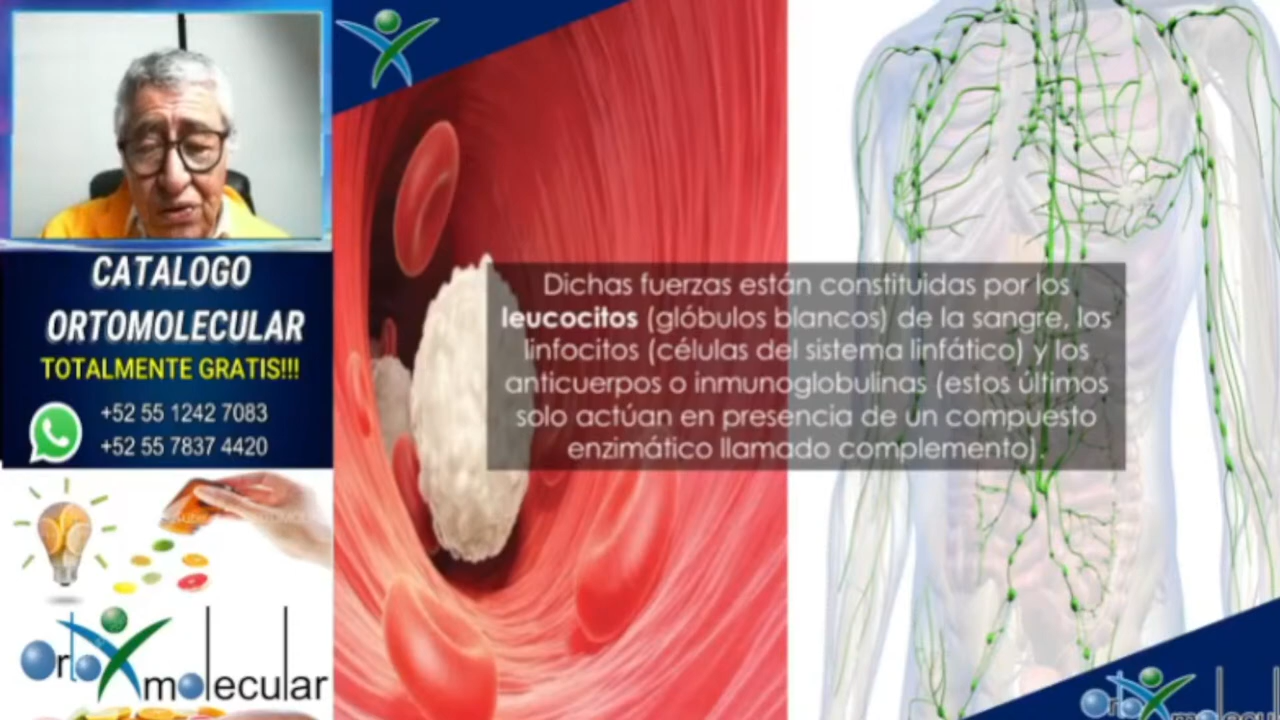 CATALOGO
ORTOMOLECULAR
TOTALMENTE GRATIS!!!
+52 55 1242 7083
+52 55 7837 4420
Ortomolecular
Dichas fuerzas están constituidas por los
leucocitos (glóbulos blancos) de la sangre, los
linfocitos (células del sistema linfático) y los
anticuerpos o inmunoglobulinas (estos últimos
solo actúan en presencia de un compuesto
enzimático llamado complemento).